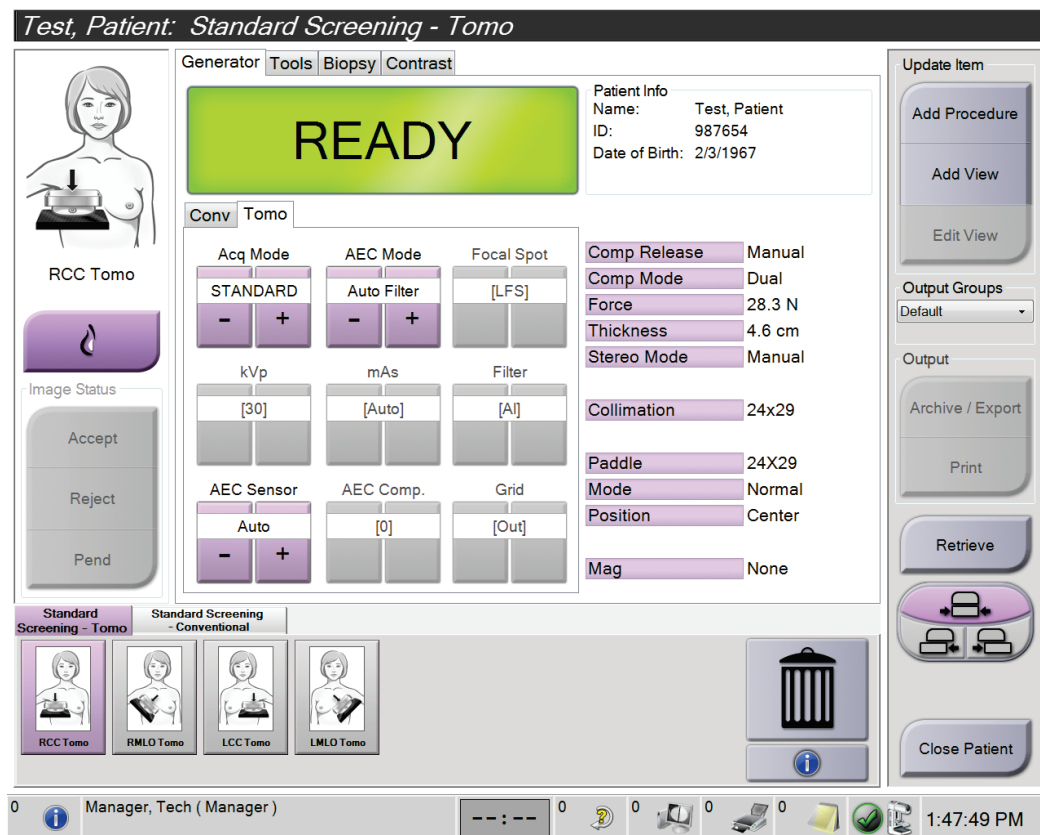 Test, Patient: Standard Screening - Tomo
RCC Tomo
Image Status
Accept
Reject
Pend
Generator Tools Biopsy Contrast
READY
Patient Info
Name: Test, Patient
ID: 987654
Date of Birth: 2/3/1967
Conv Tomo
Acq Mode AEC Mode Focal Spot
STANDARD Auto Filter [LFS]
- + - +
kVp mAs Filter
[30] [Auto] [Al]
AEC Sensor AEC Comp. Grid
Auto [0] [Out]
- +
Comp Release Manual
Comp Mode Dual
Force 28.3 N
Thickness 4.6 cm
Stereo Mode Manual
Collimation 24x29
Paddle 24X29
Mode Normal
Position Center
Mag None
Update Item
Add Procedure
Add View
Edit View
Output Groups
Default
Output
Archive / Export
Print
Retrieve
Close Patient
Standard
Screening - Tomo
Standard Screening
- Conventional
RCC Tomo RMLO Tomo LCC Tomo LMLO Tomo
0 Manager, Tech ( Manager ) --:-- 0 0 0 0 1:47:49 PM